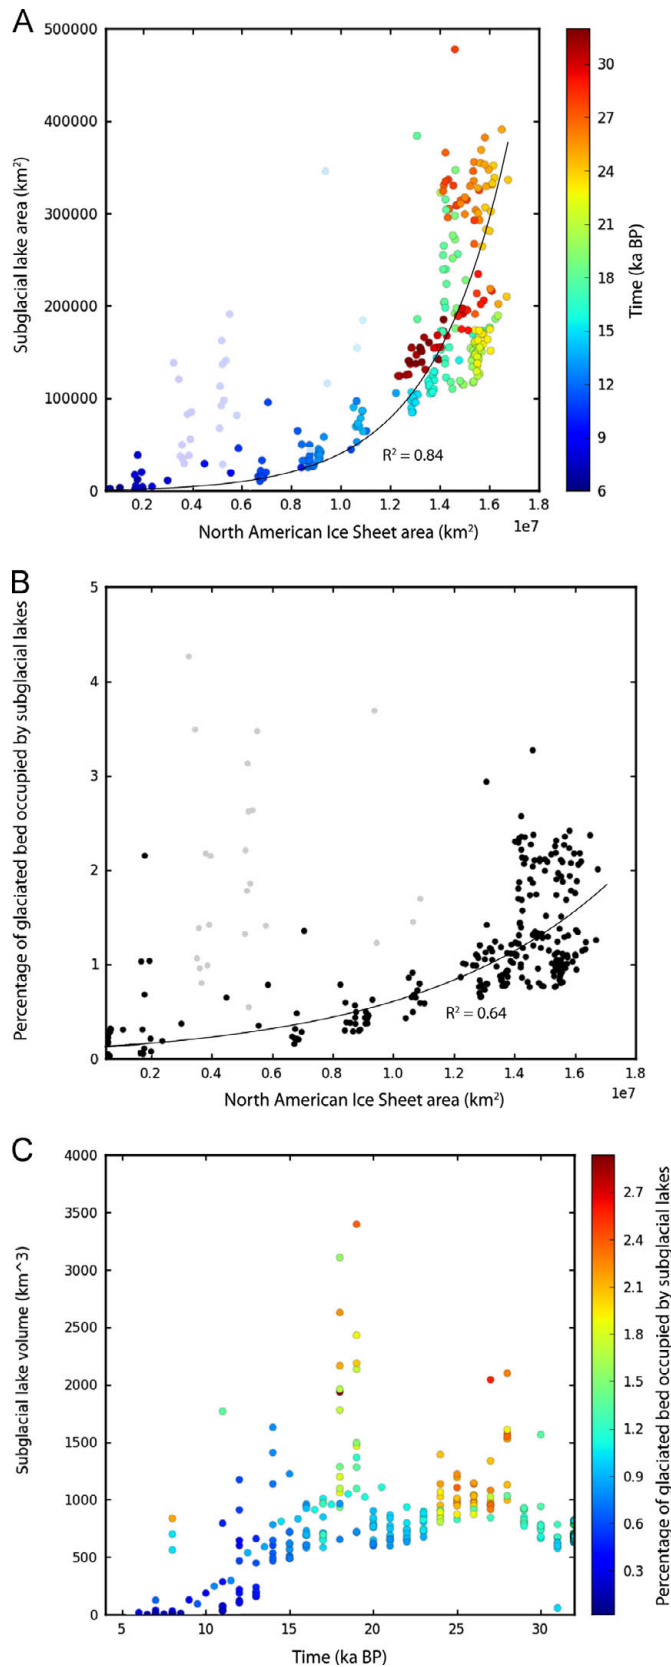 A
500000
400000
300000
200000
100000
0
Subglacial lake area (km²)
R² = 0.84
0.2 0.4 0.6 0.8 1.0 1.2 1.4 1.6 1.8
1e7
North American Ice Sheet area (km²)
30
27
24
21
18
15
12
9
6
Time (ka BP)
B
5
4
3
2
1
0
Percentage of glaciated bed occupied by subglacial lakes
R² = 0.64
0.2 0.4 0.6 0.8 1.0 1.2 1.4 1.6 1.8
1e7
North American Ice Sheet area (km²)
C
4000
3500
3000
2500
2000
1500
1000
500
0
Subglacial lake volume (km^3)
5 10 15 20 25 30
Time (ka BP)
2.7
2.4
2.1
1.8
1.5
1.2
0.9
0.6
0.3
Percentage of glaciated bed occupied by subglacial lakes